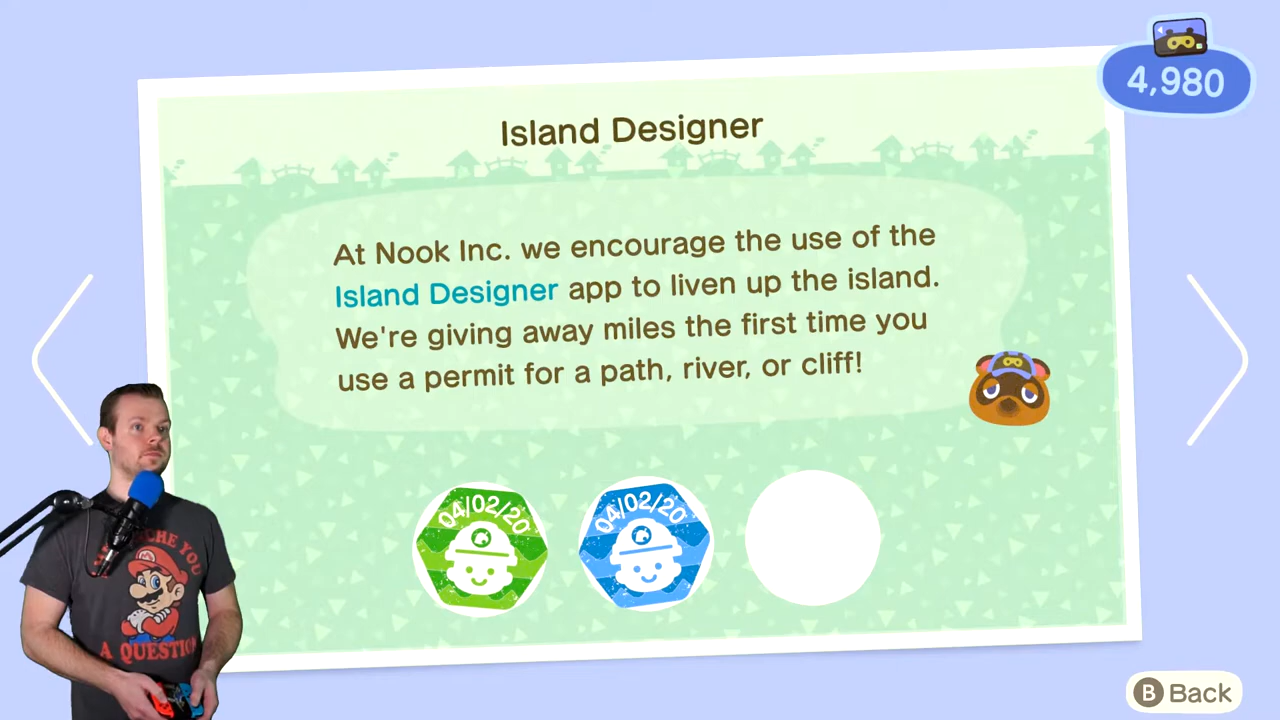 4,980
Island Designer
At Nook Inc. we encourage the use of the
Island Designer app to liven up the island.
We're giving away miles the first time you
use a permit for a path, river, or cliff!
04/02/20
04/02/20
YOU
A QUESTION
B Back